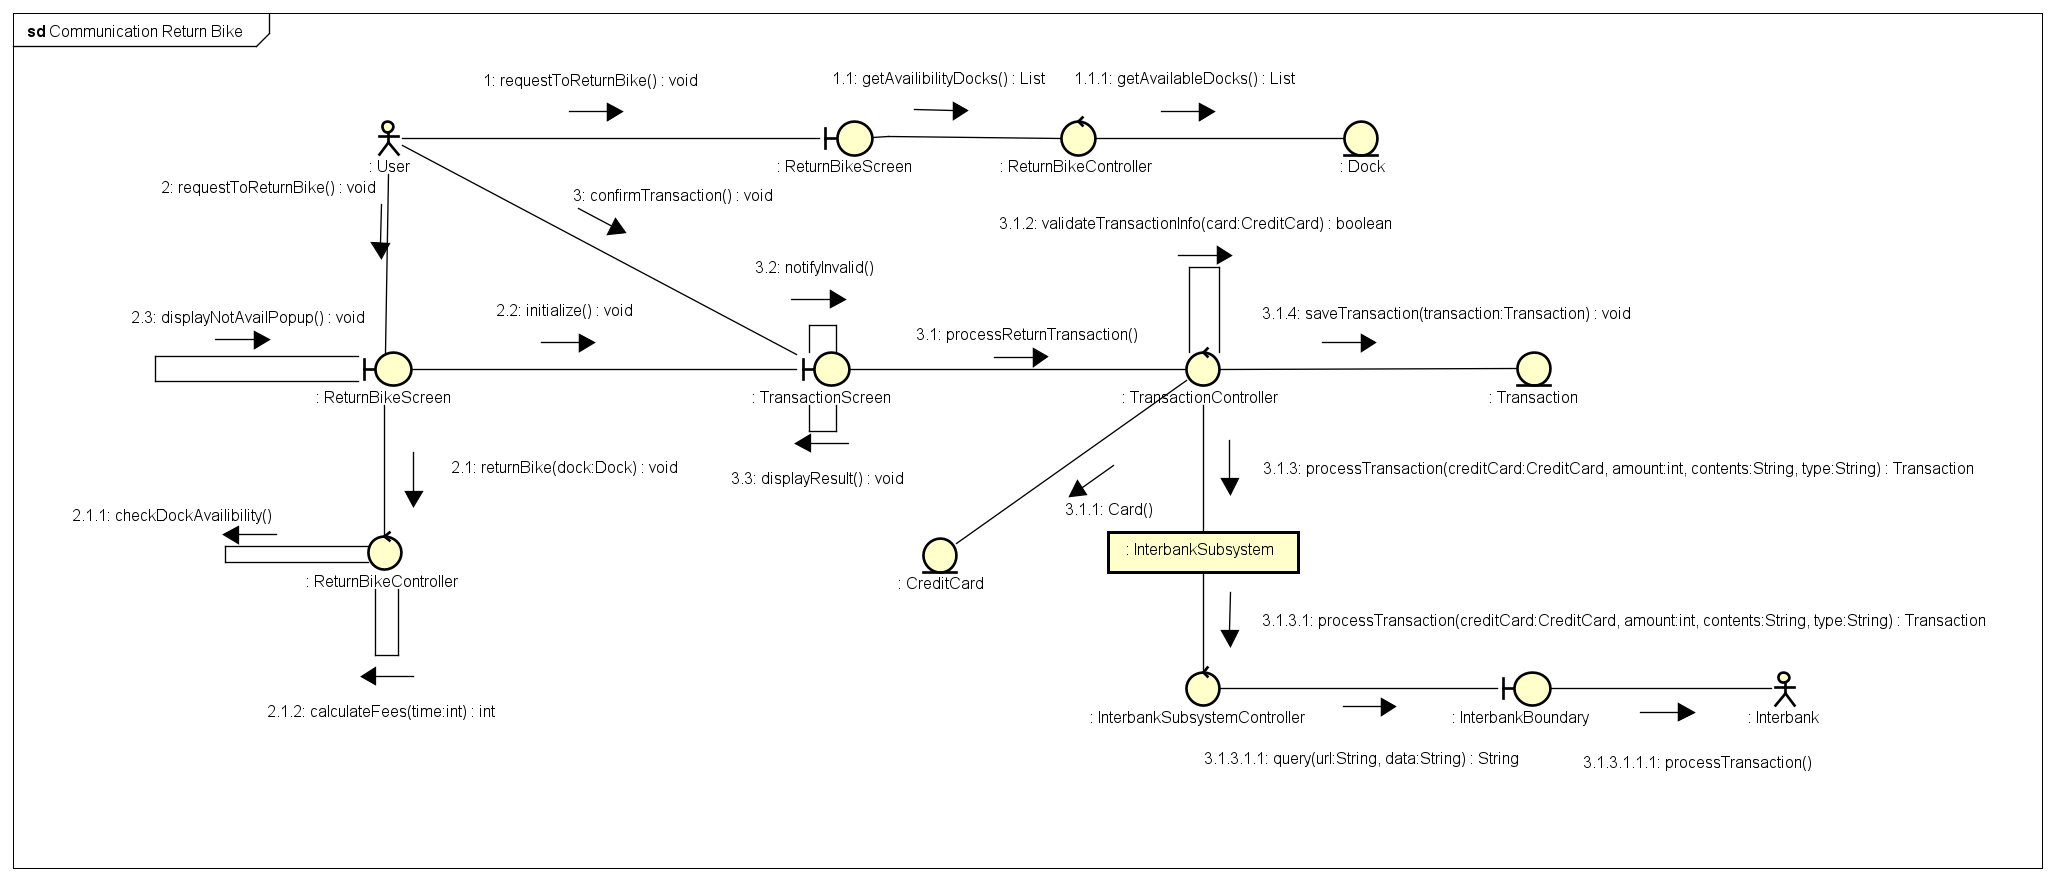 sd Communication Return Bike
1: requestToReturnBike() : void
1.1: getAvailibilityDocks() : List
1.1.1: getAvailableDocks() : List
: User
: ReturnBikeScreen
: ReturnBikeController
: Dock
2: requestToReturnBike() : void
3: confirmTransaction() : void
3.1.2: validateTransactionInfo(card:CreditCard) : boolean
3.2: notifyInvalid()
2.3: displayNotAvailPopup() : void
2.2: initialize() : void
3.1: processReturnTransaction()
3.1.4: saveTransaction(transaction:Transaction) : void
: ReturnBikeScreen
: TransactionScreen
: TransactionController
: Transaction
2.1: returnBike(dock:Dock) : void
3.3: displayResult() : void
3.1.3: processTransaction(creditCard:CreditCard, amount:int, contents:String, type:String) : Transaction
2.1.1: checkDockAvailibility()
3.1.1: Card()
: InterbankSubsystem
: ReturnBikeController
: CreditCard
3.1.3.1: processTransaction(creditCard:CreditCard, amount:int, contents:String, type:String) : Transaction
2.1.2: calculateFees(time:int) : int
: InterbankSubsystemController
: InterbankBoundary
: Interbank
3.1.3.1.1: query(url:String, data:String) : String
3.1.3.1.1.1: processTransaction()